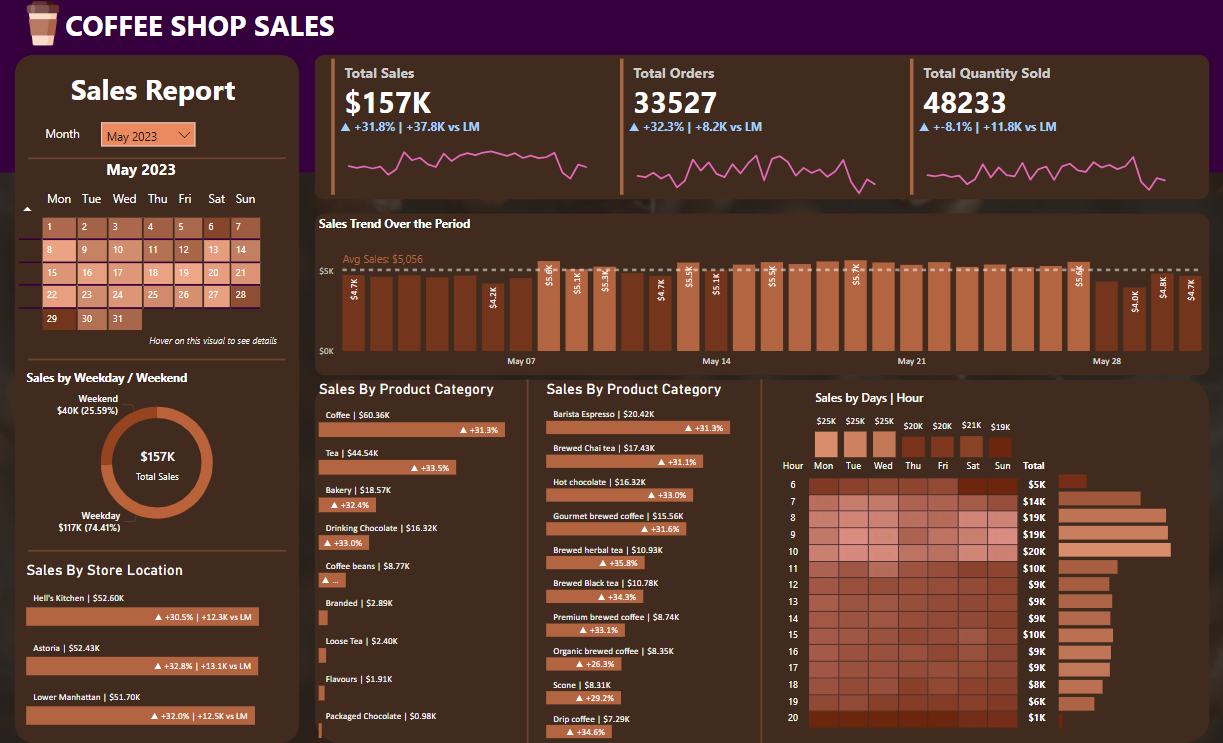 COFFEE SHOP SALES
Sales Report
Month
May 2023
May 2023
Mon Tue Wed Thu Fri Sat Sun
1 2 3 4 5 6 7
8 9 10 11 12 13 14
15 16 17 18 19 20 21
22 23 24 25 26 27 28
29 30 31
Hover on this visual to see details
Sales by Weekday / Weekend
Weekend
$40K (25.59%)
$157K
Total Sales
Weekday
$117K (74.41%)
Sales By Store Location
Hell's Kitchen | $52.60K
▲ +30.5% | +12.3K vs LM
Astoria | $52.43K
▲ +32.8% | +13.1K vs LM
Lower Manhattan | $51.70K
▲ +32.0% | +12.5K vs LM
Total Sales
$157K
▲ +31.8% | +37.8K vs LM
Total Orders
33527
▲ +32.3% | +8.2K vs LM
Total Quantity Sold
48233
▲ +-8.1% | +11.8K vs LM
Sales Trend Over the Period
Avg Sales: $5,056
$5K
$0K
$4.7K $4.2K $5.6K $5.1K $5.3K $4.7K $5.5K $5.1K $5.5K $5.7K $5.6K $4.0K $4.8K $4.7K
May 07 May 14 May 21 May 28
Sales By Product Category
Coffee | $60.36K
▲ +31.3%
Tea | $44.54K
▲ +33.5%
Bakery | $18.57K
▲ +32.4%
Drinking Chocolate | $16.32K
▲ +33.0%
Coffee beans | $8.77K
▲ ...
Branded | $2.89K
Loose Tea | $2.40K
Flavours | $1.91K
Packaged Chocolate | $0.98K
Sales By Product Category
Barista Espresso | $20.42K
▲ +31.3%
Brewed Chai tea | $17.43K
▲ +31.1%
Hot chocolate | $16.32K
▲ +33.0%
Gourmet brewed coffee | $15.56K
▲ +31.6%
Brewed herbal tea | $10.93K
▲ +35.8%
Brewed Black tea | $10.78K
▲ +34.3%
Premium brewed coffee | $8.74K
▲ +33.1%
Organic brewed coffee | $8.35K
▲ +26.3%
Scone | $8.31K
▲ +29.2%
Drip coffee | $7.29K
▲ +34.6%
Sales by Days | Hour
$25K $25K $25K $20K $20K $21K $19K
Hour Mon Tue Wed Thu Fri Sat Sun Total
6 $5K
7 $14K
8 $19K
9 $19K
10 $20K
11 $10K
12 $9K
13 $9K
14 $9K
15 $10K
16 $9K
17 $9K
18 $8K
19 $6K
20 $1K